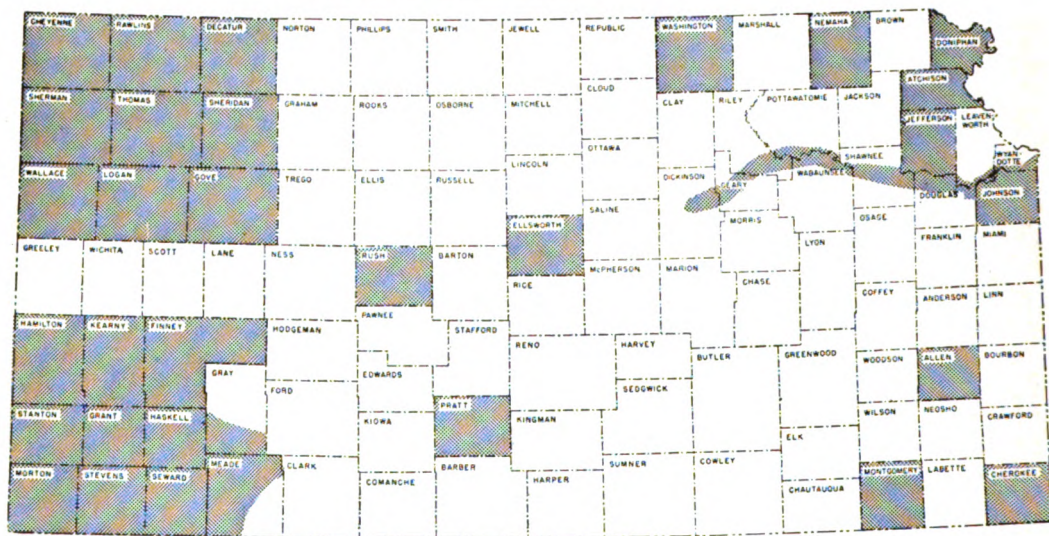 CHEYENNE
RAWLINS
DECATUR
NORTON
PHILLIPS
SMITH
JEWELL
REPUBLIC
WASHINGTON
MARSHALL
NEMAHA
BROWN
DONIPHAN
CLOUD
ATCHISON
SHERMAN
THOMAS
SHERIDAN
GRAHAM
ROOKS
OSBORNE
MITCHELL
CLAY
RILEY
POTTAWATOMIE
JACKSON
JEFFERSON
LEAVEN-
WORTH
OTTAWA
LINCOLN
SHAWNEE
WYAN-
DOTTE
WALLACE
LOGAN
GOVE
TREGO
ELLIS
RUSSELL
DICKINSON
GEARY
WABAUNSEE
DOUGLAS
JOHNSON
SALINE
ELLSWORTH
MORRIS
OSAGE
GREELEY
WICHITA
SCOTT
LANE
NESS
RUSH
BARTON
LYON
FRANKLIN
MIAMI
RICE
McPHERSON
MARION
CHASE
COFFEY
ANDERSON
LINN
HAMILTON
KEARNY
FINNEY
HODGEMAN
PAWNEE
STAFFORD
RENO
HARVEY
BUTLER
GREENWOOD
WOODSON
ALLEN
BOURBON
GRAY
FORD
EDWARDS
SEDGWICK
STANTON
GRANT
HASKELL
KIOWA
PRATT
KINGMAN
WILSON
NEOSHO
CRAWFORD
ELK
MORTON
STEVENS
SEWARD
MEADE
CLARK
COMANCHE
BARBER
HARPER
SUMNER
COWLEY
CHAUTAUQUA
MONTGOMERY
LABETTE
CHEROKEE